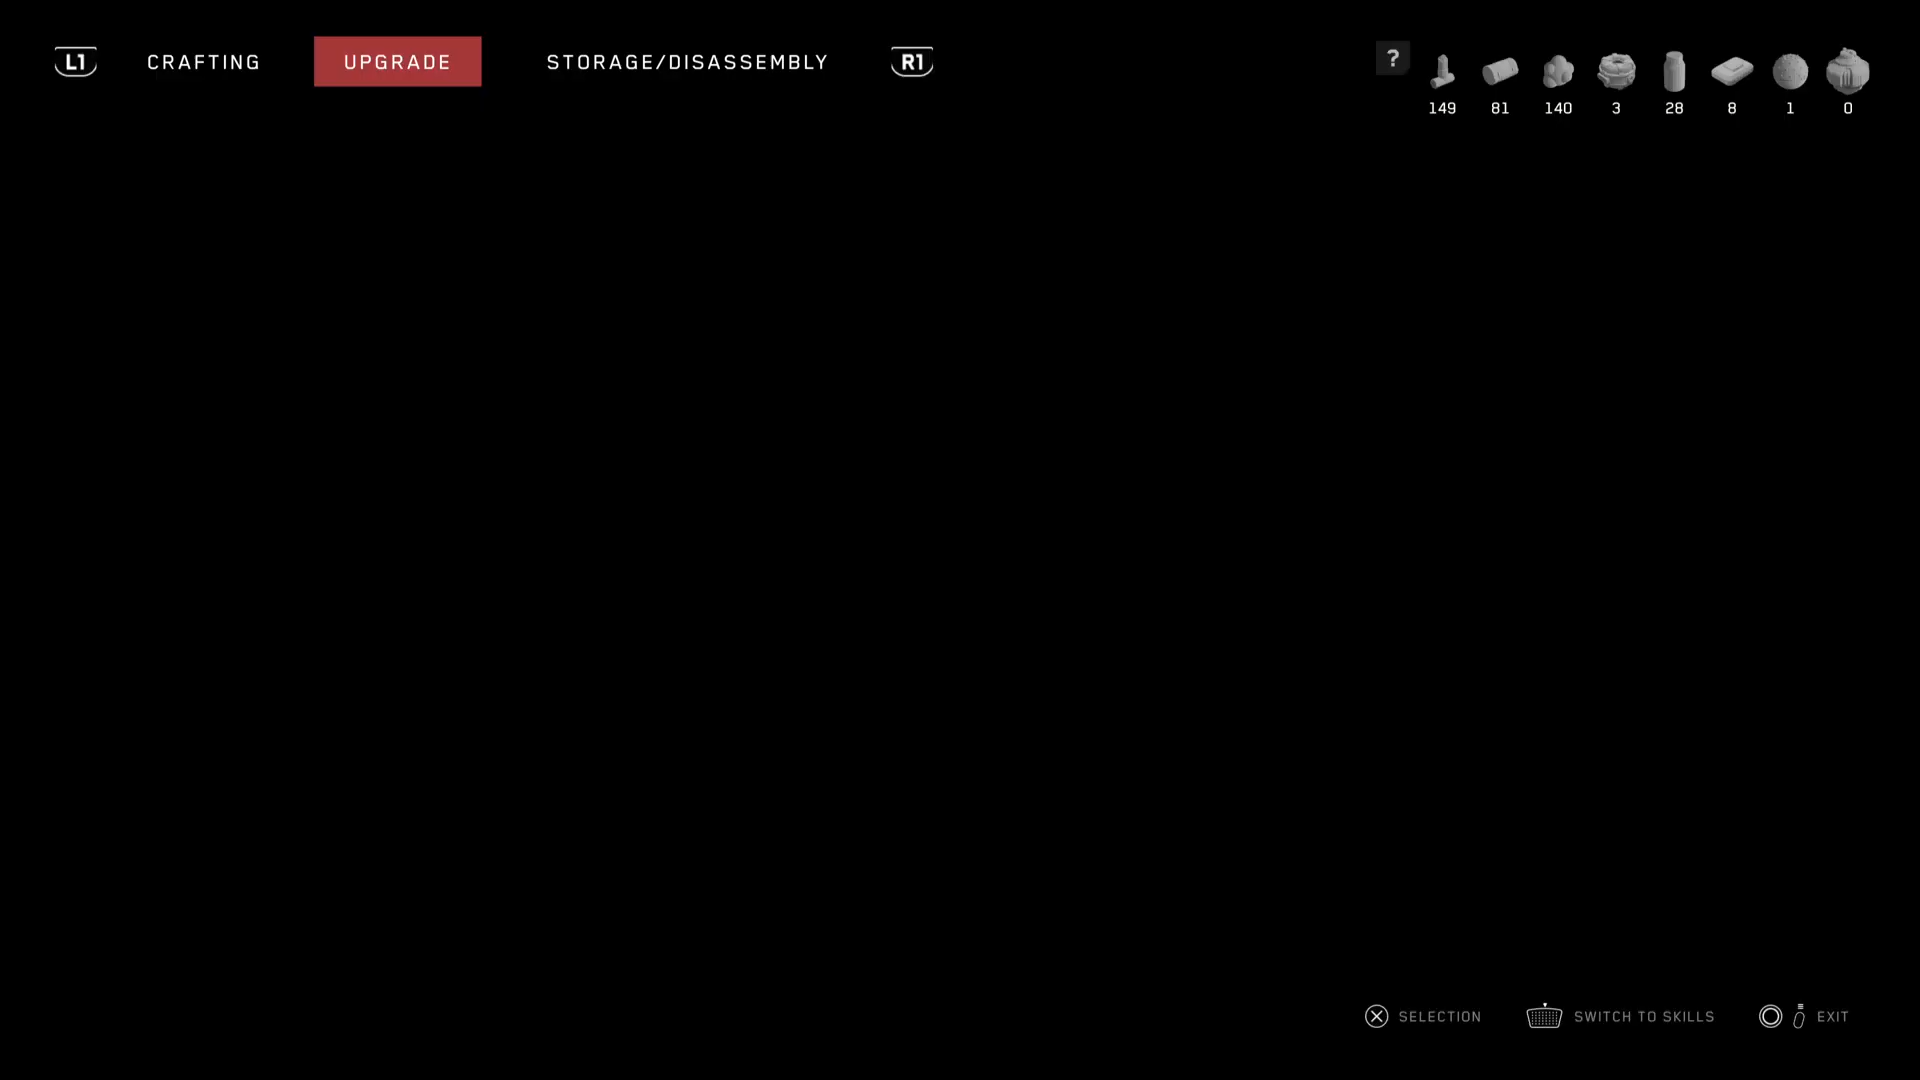 L1 CRAFTING UPGRADE STORAGE/DISASSEMBLY R1 ?
149 81 140 3 28 8 1 0
SELECTION SWITCH TO SKILLS EXIT